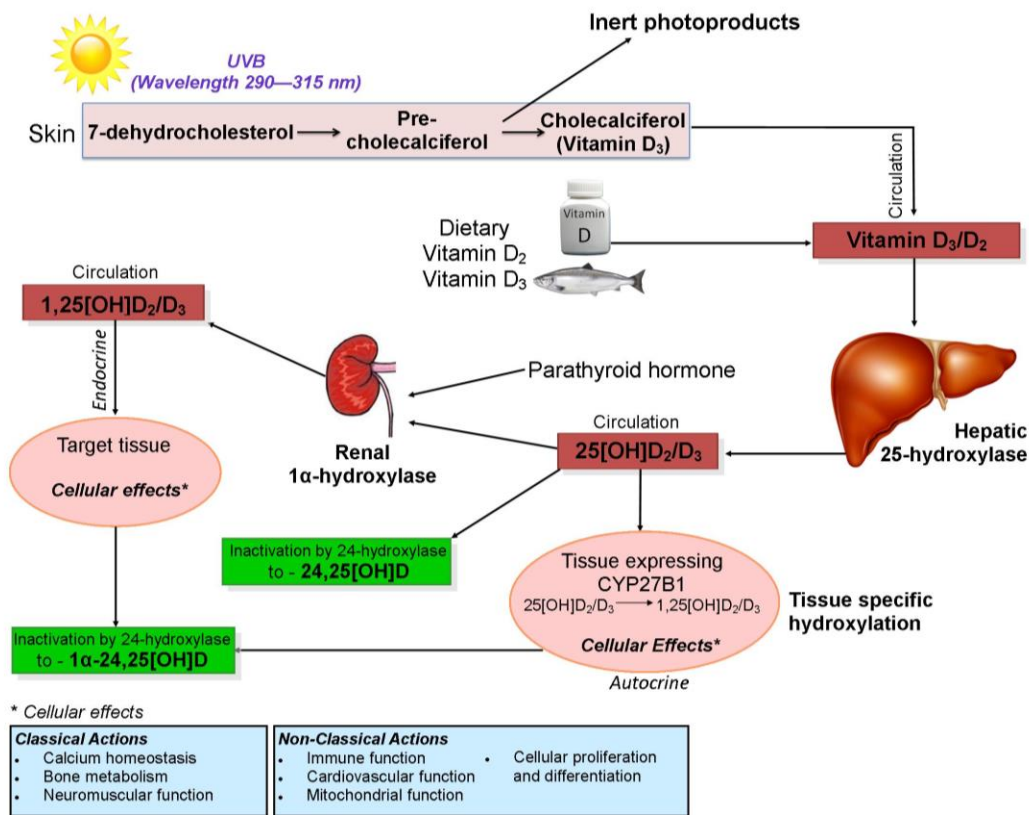 Inert photoproducts
UVB
(Wavelength 290—315 nm)
Skin
7-dehydrocholesterol
Pre-
cholecalciferol
Cholecalciferol
(Vitamin D₃)
Circulation
Vitamin
D
Dietary
Vitamin D₂
Vitamin D₃
Vitamin D₃/D₂
Circulation
1,25[OH]D₂/D₃
Endocrine
Parathyroid hormone
Renal
1α-hydroxylase
Circulation
25[OH]D₂/D₃
Hepatic
25-hydroxylase
Target tissue
Cellular effects*
Inactivation by 24-hydroxylase
to - 24,25[OH]D
Tissue expressing
CYP27B1
25[OH]D₂/D₃ 1,25[OH]D₂/D₃
Cellular Effects*
Autocrine
Tissue specific
hydroxylation
Inactivation by 24-hydroxylase
to - 1α-24,25[OH]D
* Cellular effects
Classical Actions
• Calcium homeostasis
• Bone metabolism
• Neuromuscular function
Non-Classical Actions
• Immune function
• Cardiovascular function
• Mitochondrial function
• Cellular proliferation
and differentiation